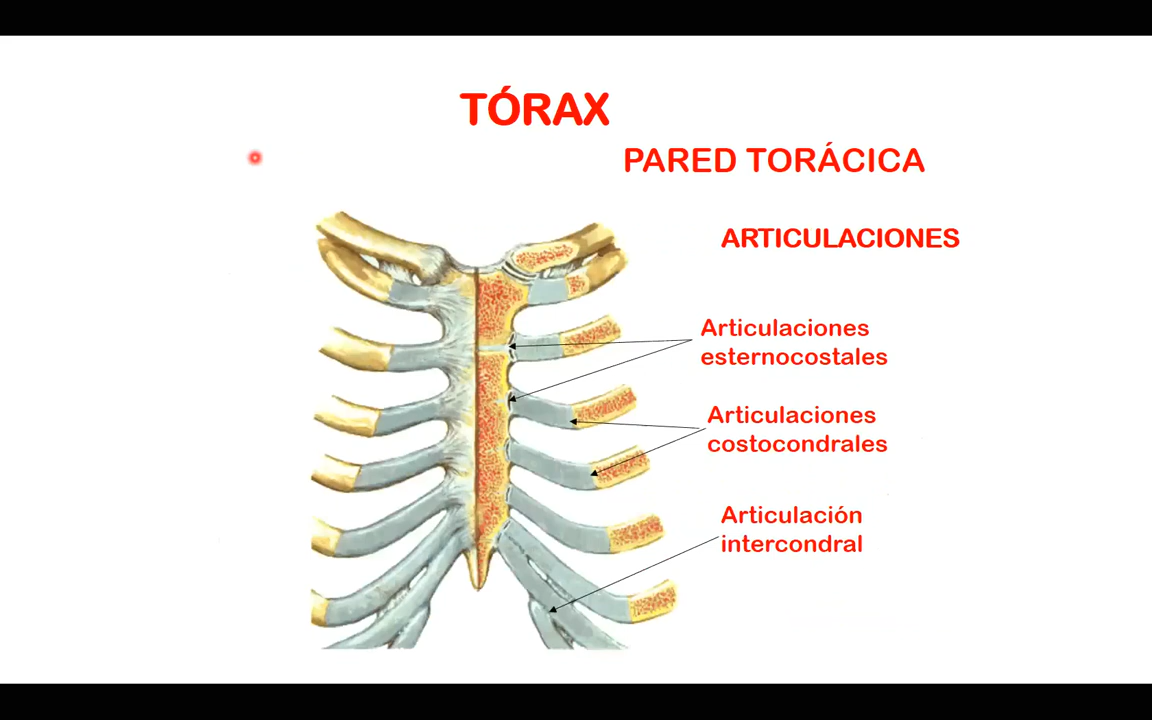 TÓRAX
PARED TORÁCICA
ARTICULACIONES
Articulaciones
esternocostales
Articulaciones
costocondrales
Articulación
intercondral